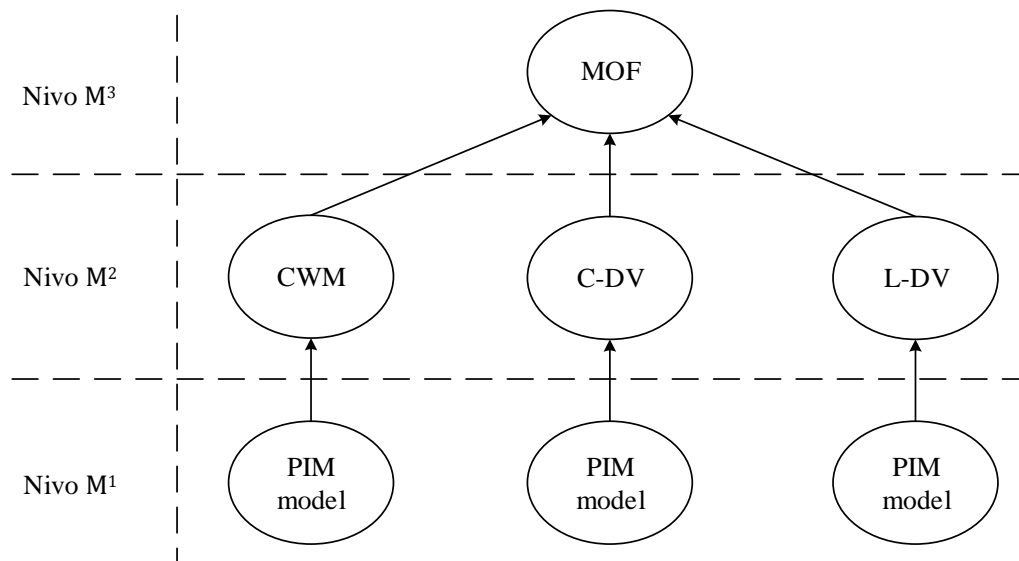 MOF
Nivo M³
CWM
C-DV
L-DV
Nivo M²
PIM
model
PIM
model
PIM
model
Nivo M¹